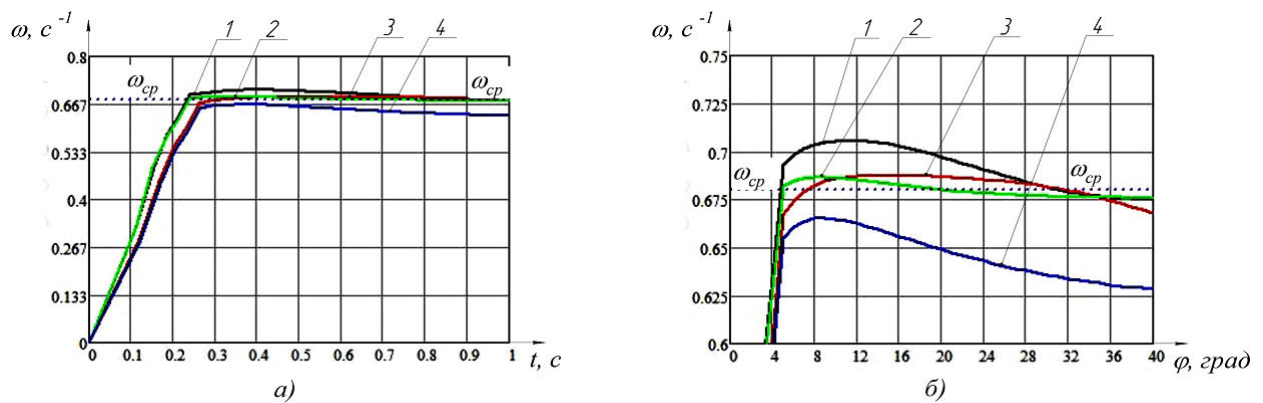 ω, с -1
1 2 3 4
0.8
ωср ωср
0.667
0.533
0.4
0.267
0.133
0
0 0.1 0.2 0.3 0.4 0.5 0.6 0.7 0.8 0.9 1
t, с
а)
ω, с -1
1 2 3 4
0.75
0.725
0.7
ωср ωср
0.675
0.65
0.625
0.6
0 4 8 12 16 20 24 28 32 36 40
φ, град
б)